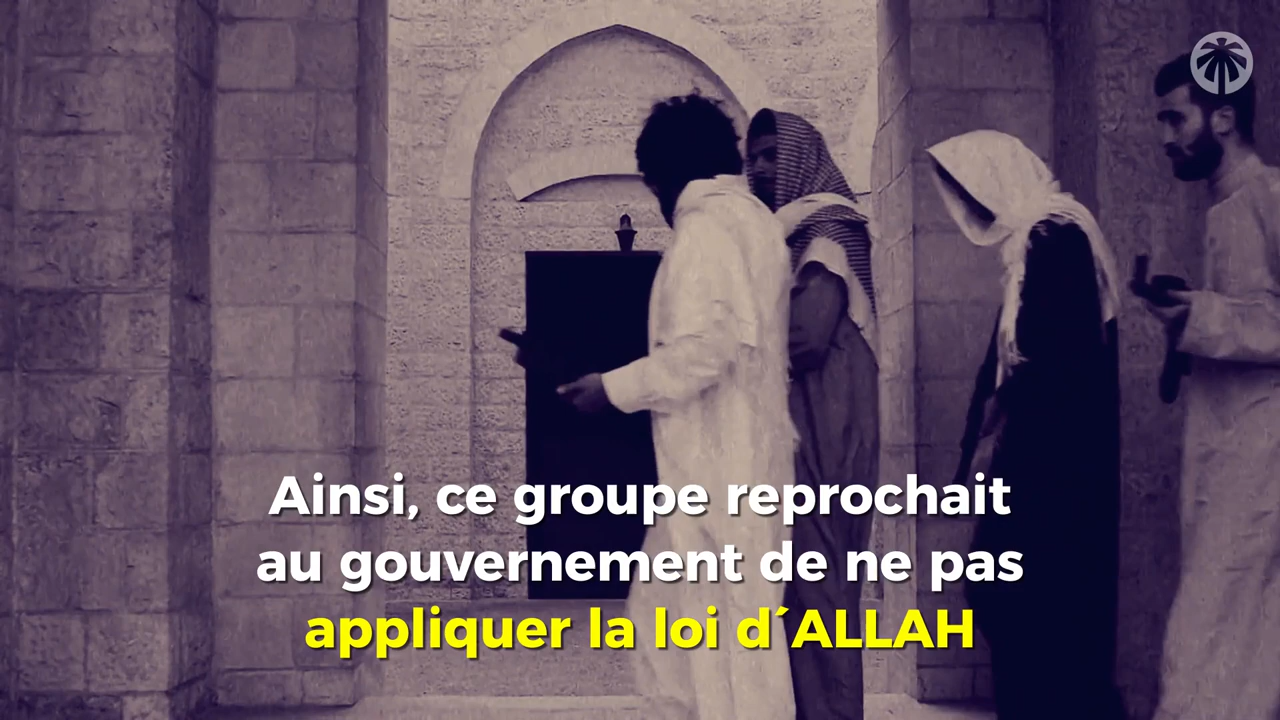 Ainsi, ce groupe reprochait
au gouvernement de ne pas
appliquer la loi d´ALLAH